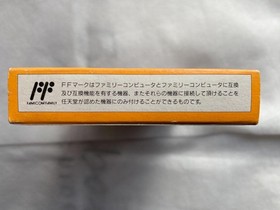 FFマークはファミリーコンピュータとファミリーコンピュータに互換
及び互換機能を有する機器、またそれらの機器に接続して頂けることを
任天堂が認めた機器にのみ付けることができるものです。
FAMICOM FAMILY